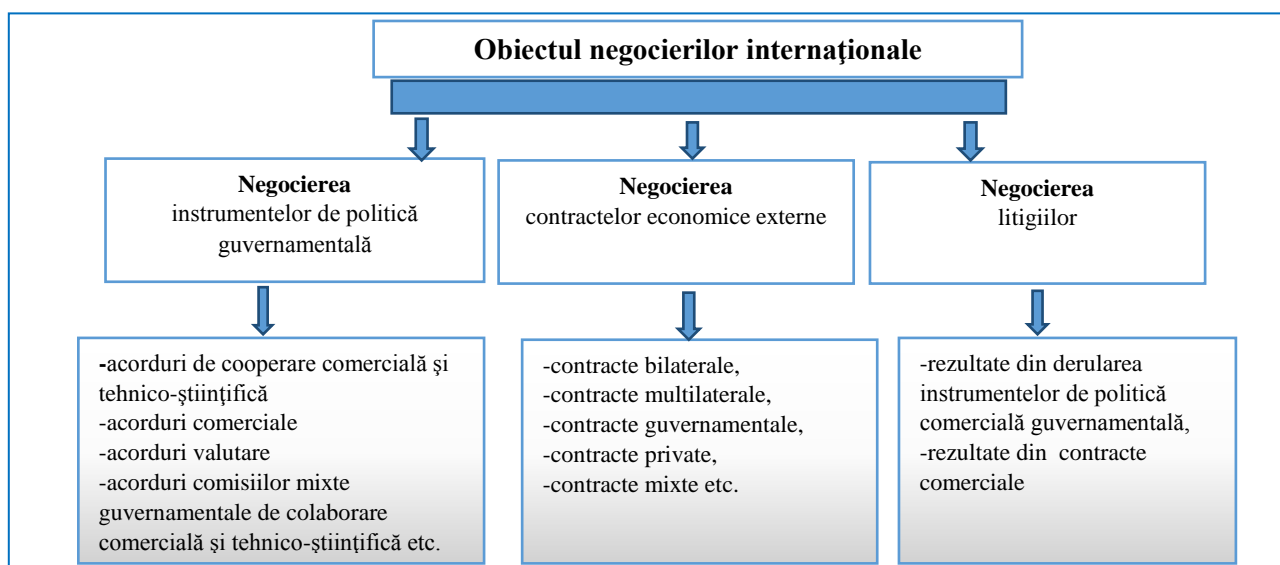 Obiectul negocierilor internaţionale
Negocierea
instrumentelor de politică
guvernamentală
Negocierea
contractelor economice externe
Negocierea
litigiilor
-acorduri de cooperare comercială şi
tehnico-ştiinţifică
-acorduri comerciale
-acorduri valutare
-acorduri comisiilor mixte
guvernamentale de colaborare
comercială și tehnico-ştiinţifică etc.
-contracte bilaterale,
-contracte multilaterale,
-contracte guvernamentale,
-contracte private,
-contracte mixte etc.
-rezultate din derularea
instrumentelor de politică
comercială guvernamentală,
-rezultate din contracte
comerciale